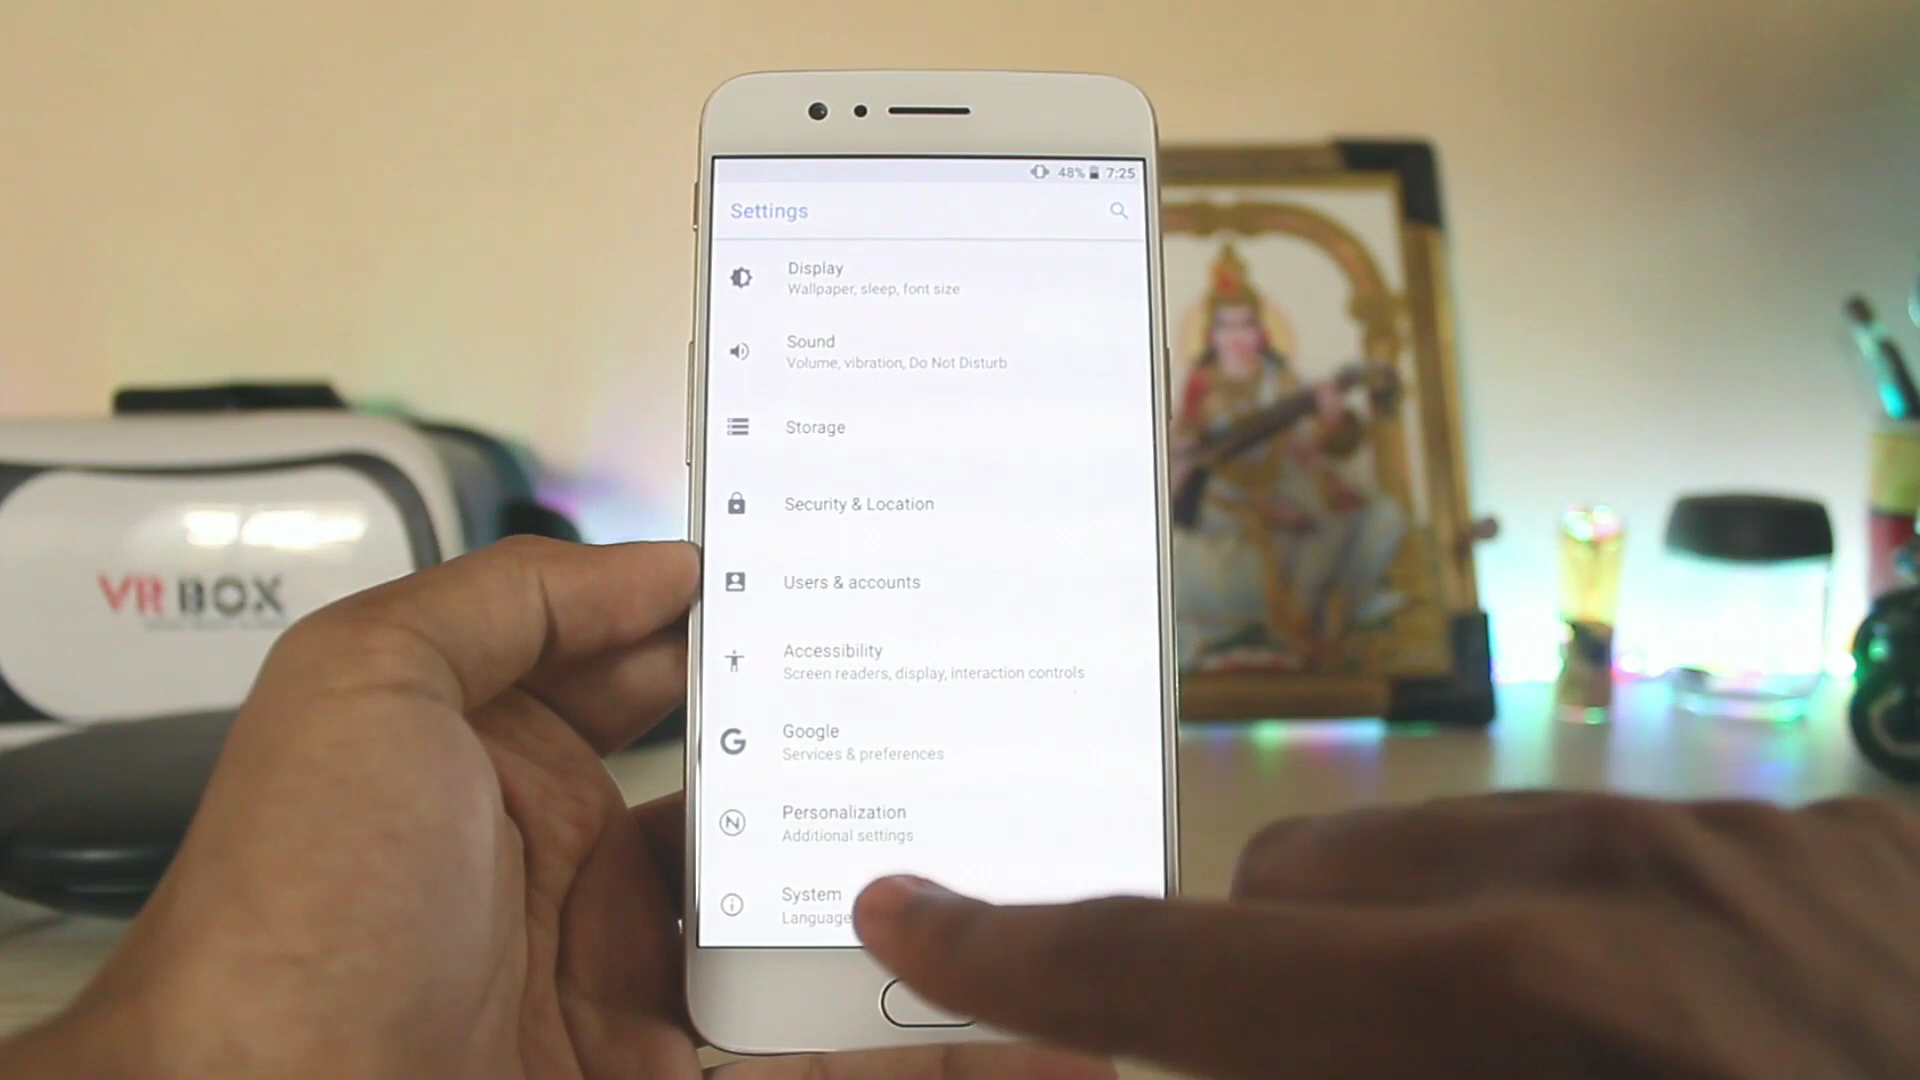 48% 7:25
Settings
Display
Wallpaper, sleep, font size
Sound
Volume, vibration, Do Not Disturb
Storage
Security & Location
Users & accounts
Accessibility
Screen readers, display, interaction controls
Google
Services & preferences
Personalization
Additional settings
System
Language
VR BOX